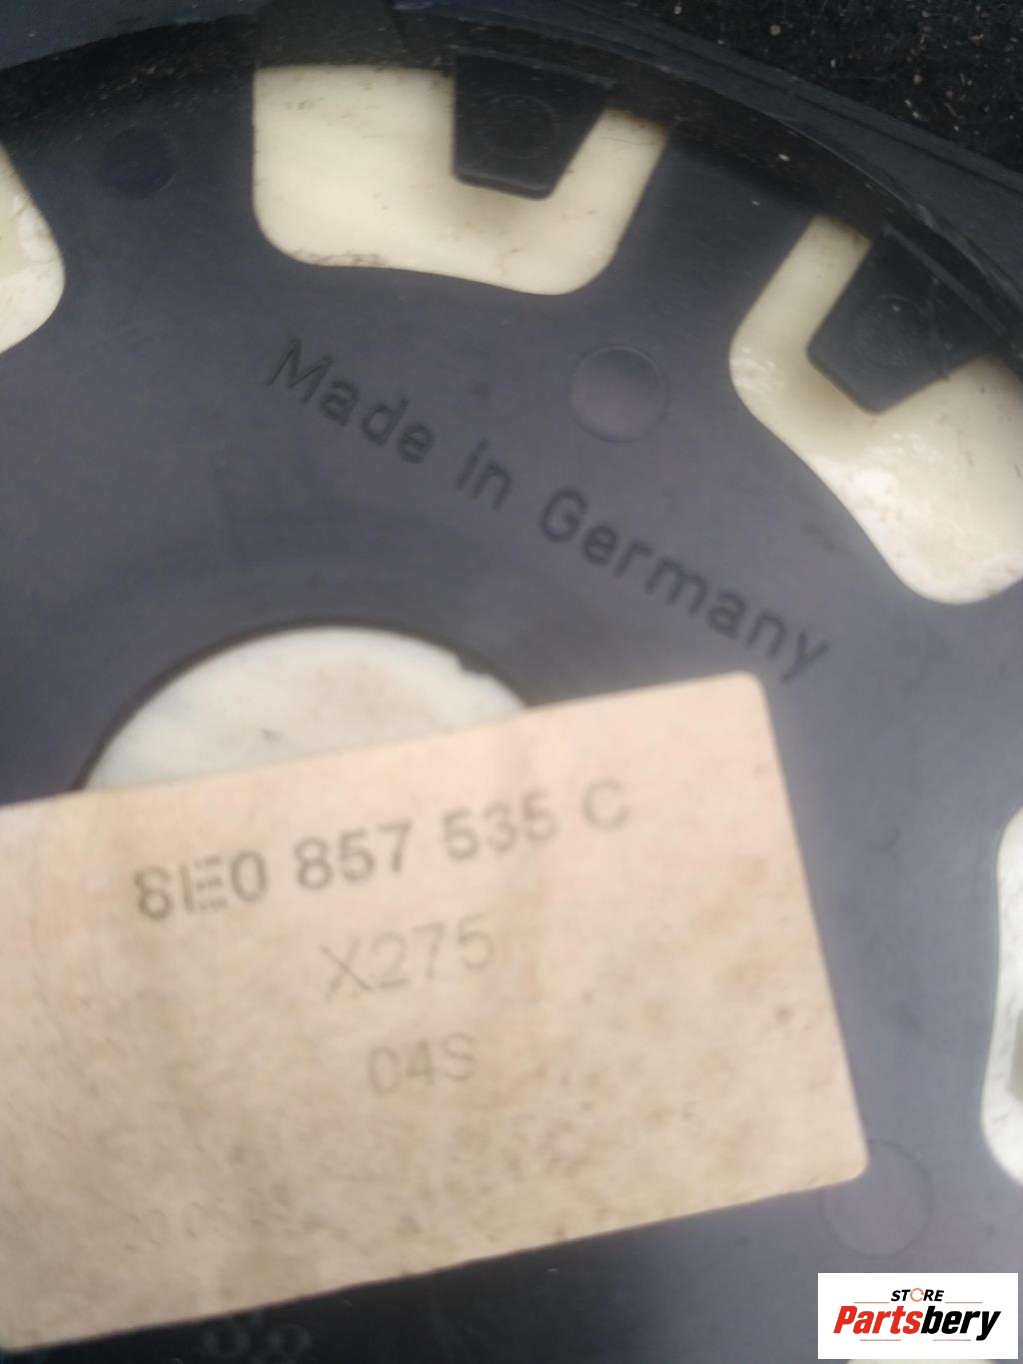 Made in Germany
8E0 857 535 C
X275
04S
STORE
Partsbery